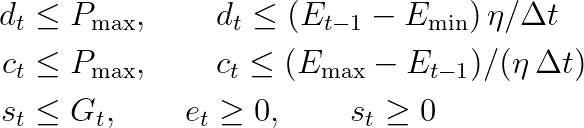 d_t ≤ P_max,  d_t ≤ (E_{t−1} − E_min) η/Δt
c_t ≤ P_max,  c_t ≤ (E_max − E_{t−1})/(η Δt)
s_t ≤ G_t,  e_t ≥ 0,  s_t ≥ 0